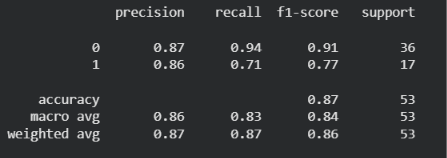 precision recall f1-score support
0 0.87 0.94 0.91 36
1 0.86 0.71 0.77 17
accuracy 0.87 53
macro avg 0.86 0.83 0.84 53
weighted avg 0.87 0.87 0.86 53